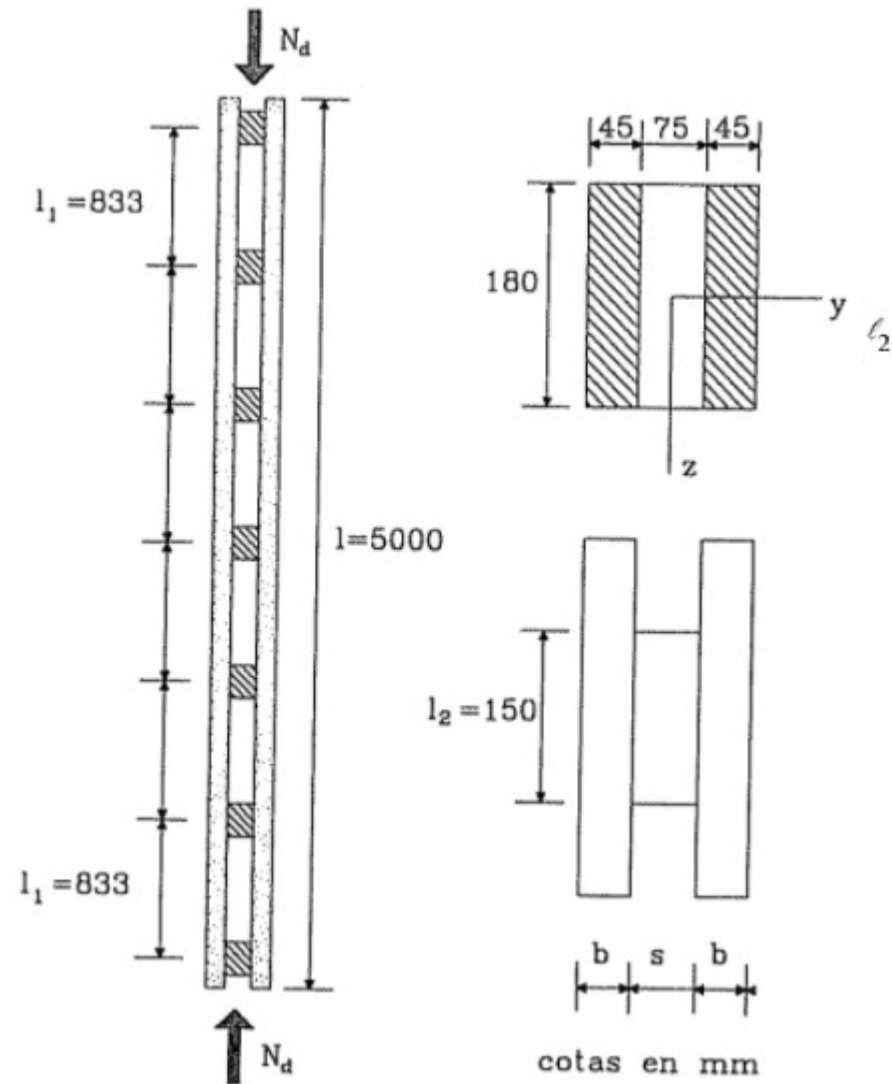 N_d
l_1=833
l=5000
l_1=833
N_d
45 75 45
180
y
ℓ_2
z
l_2=150
b s b
cotas en mm